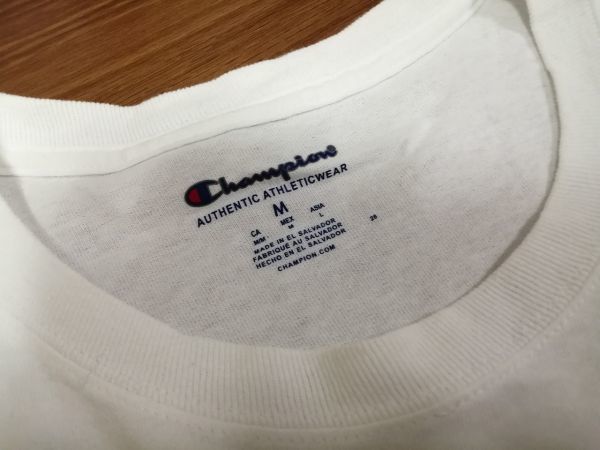 Champion
AUTHENTIC ATHLETICWEAR
M
CA MEX ASIA
M/M M L
MADE IN EL SALVADOR 28
FABRIQUÉ AU SALVADOR
HECHO EN EL SALVADOR
CHAMPION.COM